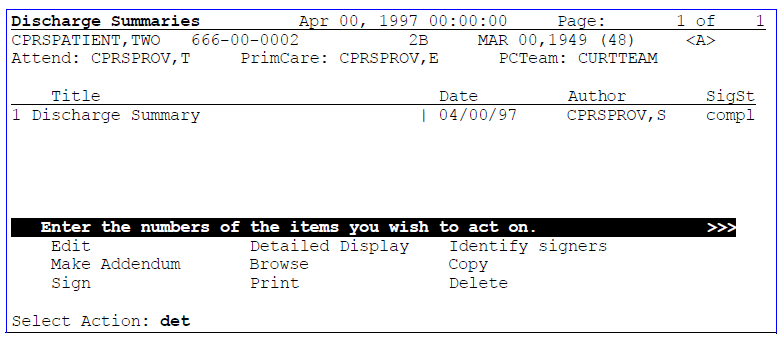 Discharge Summaries Apr 00, 1997 00:00:00 Page: 1 of 1
CPRSPATIENT,TWO 666-00-0002 2B MAR 00,1949 (48) <A>
Attend: CPRSPROV,T PrimCare: CPRSPROV,E PCTeam: CURTTEAM
Title Date Author SigSt
1 Discharge Summary | 04/00/97 CPRSPROV,S compl
Enter the numbers of the items you wish to act on. >>>
Edit Detailed Display Identify signers
Make Addendum Browse Copy
Sign Print Delete
Select Action: det